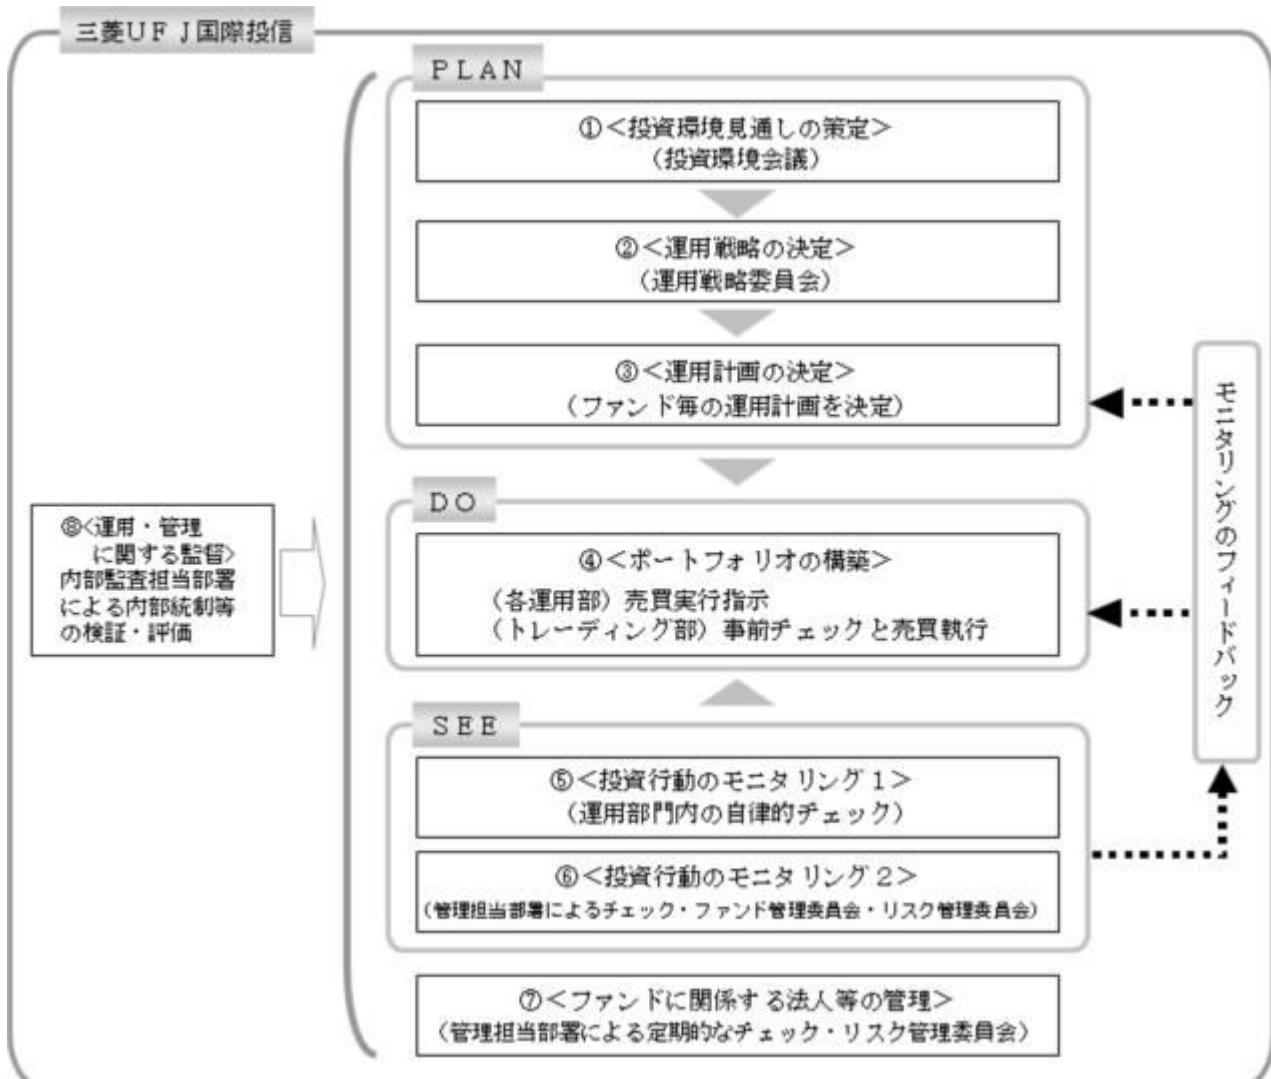 三菱ＵＦＪ国際投信
ＰＬＡＮ
①＜投資環境見通しの策定＞
（投資環境会議）
②＜運用戦略の決定＞
（運用戦略委員会）
③＜運用計画の決定＞
（ファンド毎の運用計画を決定）
ＤＯ
④＜ポートフォリオの構築＞
（各運用部）売買実行指示
（トレーディング部）事前チェックと売買執行
ＳＥＥ
⑤＜投資行動のモニタリング１＞
（運用部門内の自律的チェック）
⑥＜投資行動のモニタリング２＞
（管理担当部署によるチェック・ファンド管理委員会・リスク管理委員会）
⑦＜ファンドに関係する法人等の管理＞
（管理担当部署による定期的なチェック・リスク管理委員会）
⑧＜運用・管理
に関する監督＞
内部監査担当部署
による内部統制等
の検証・評価
モニタリングのフィードバック